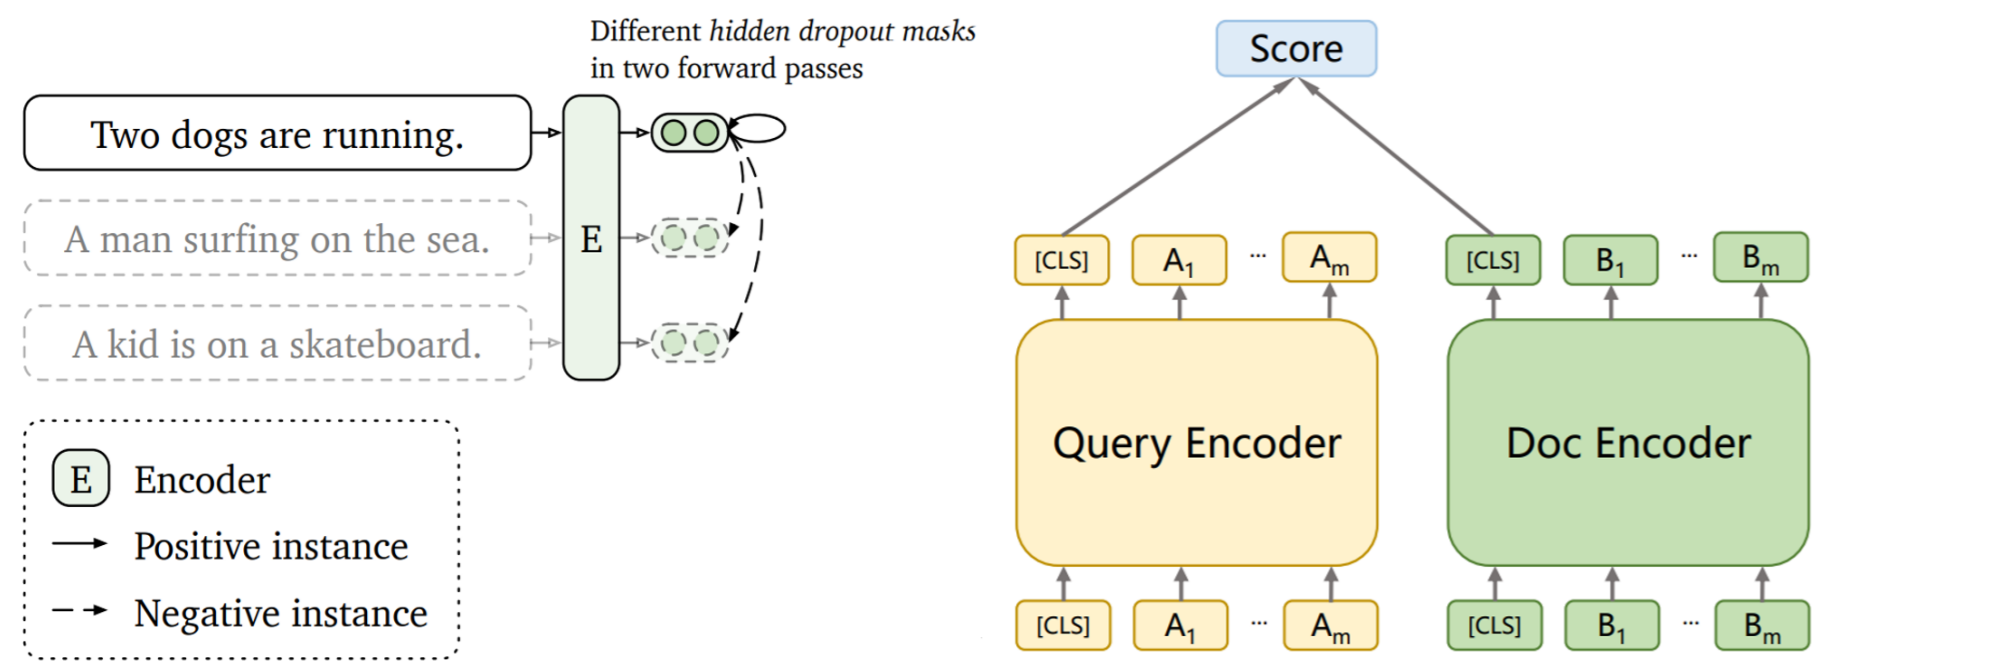 Different hidden dropout masks
in two forward passes
Two dogs are running.
A man surfing on the sea.
A kid is on a skateboard.
E
E Encoder
Positive instance
Negative instance
Score
[CLS] A1 ... Am
[CLS] B1 ... Bm
Query Encoder
Doc Encoder
[CLS] A1 ... Am
[CLS] B1 ... Bm